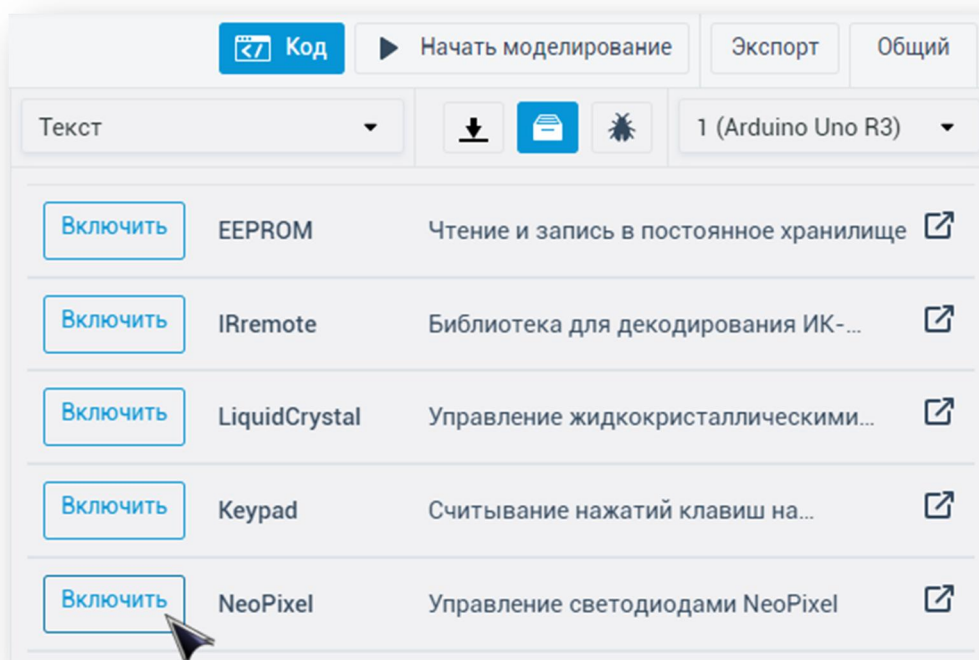 Код Начать моделирование Экспорт Общий
Текст 1 (Arduino Uno R3)
Включить EEPROM Чтение и запись в постоянное хранилище
Включить IRremote Библиотека для декодирования ИК-...
Включить LiquidCrystal Управление жидкокристаллическими...
Включить Keypad Считывание нажатий клавиш на...
Включить NeoPixel Управление светодиодами NeoPixel